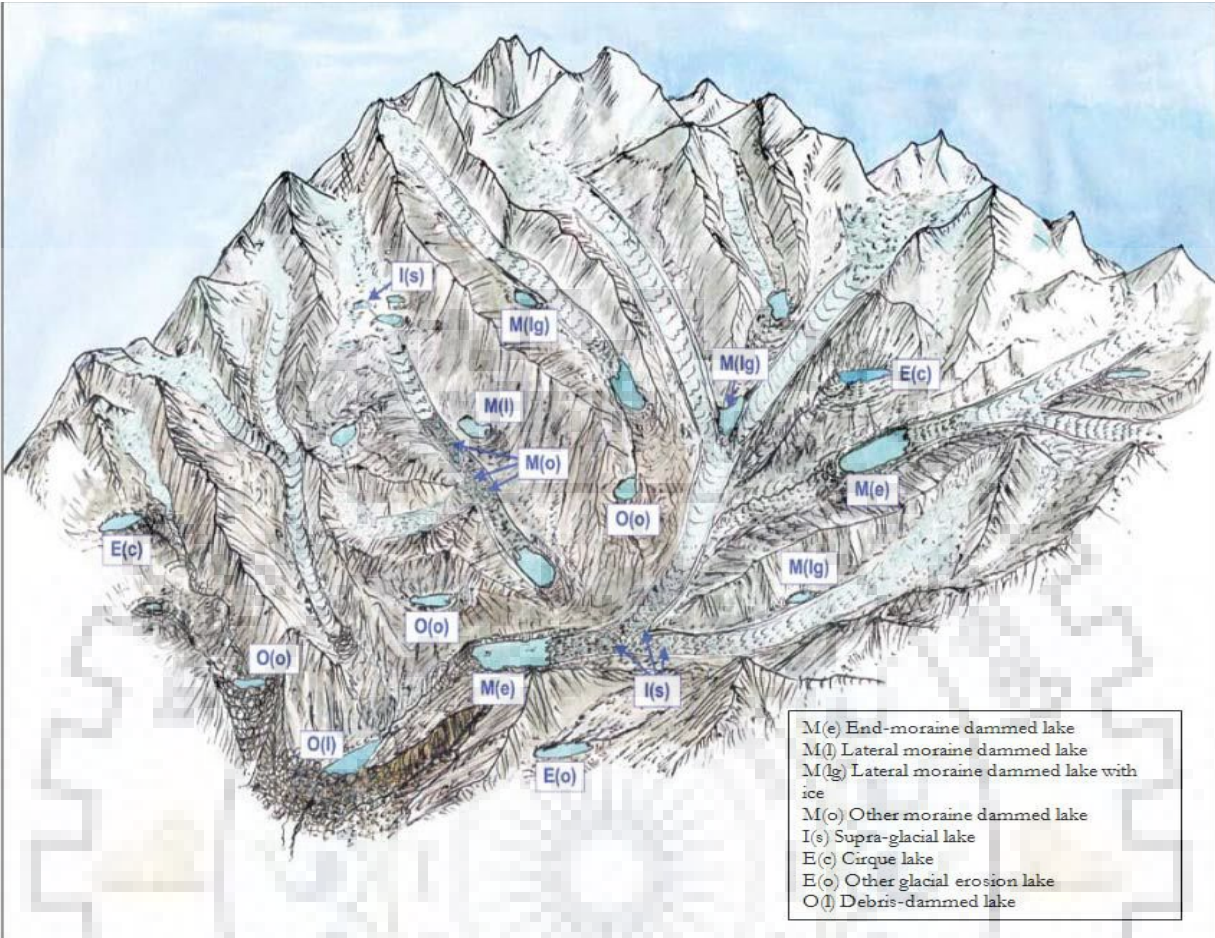 I(s)
M(lg)
M(lg)
E(c)
M(l)
M(o)
M(e)
O(o)
E(c)
M(lg)
O(o)
O(o)
M(e)
I(s)
O(l)
E(o)
M(e) End-moraine dammed lake
M(l) Lateral moraine dammed lake
M(lg) Lateral moraine dammed lake with
ice
M(o) Other moraine dammed lake
I(s) Supra-glacial lake
E(c) Cirque lake
E(o) Other glacial erosion lake
O(l) Debris-dammed lake